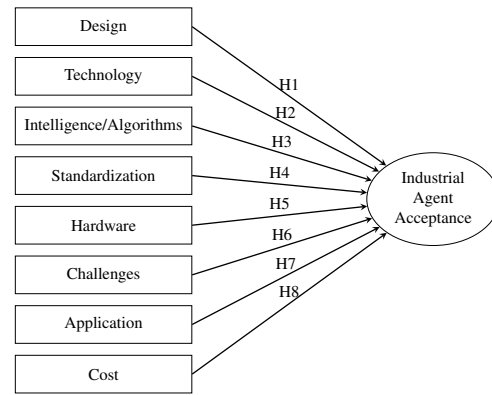 Design
Technology
Intelligence/Algorithms
Standardization
Hardware
Challenges
Application
Cost
H1
H2
H3
H4
H5
H6
H7
H8
Industrial
Agent
Acceptance